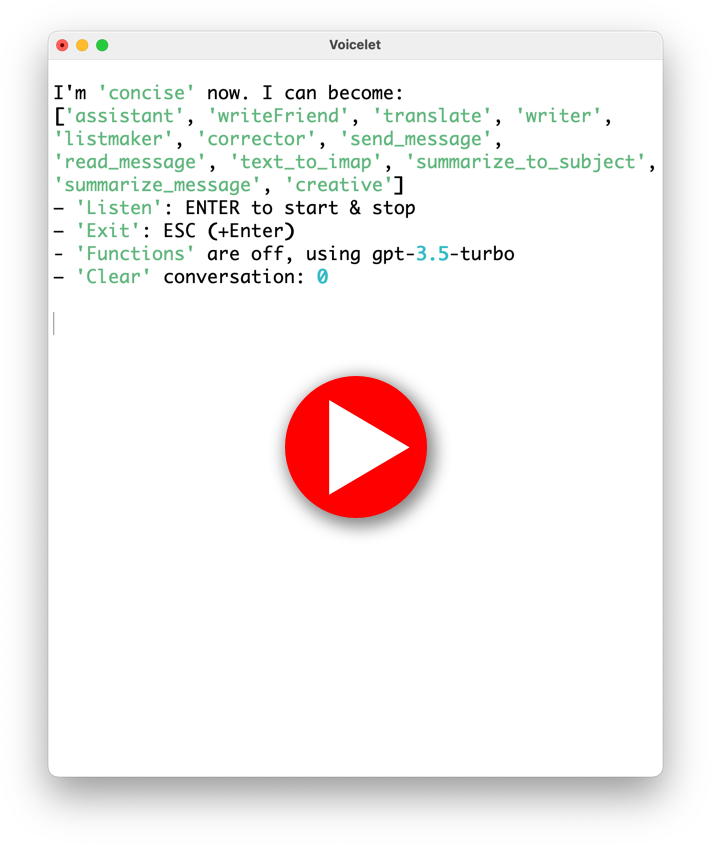 Voicelet
I'm 'concise' now. I can become:
['assistant', 'writeFriend', 'translate', 'writer',
'listmaker', 'corrector', 'send_message',
'read_message', 'text_to_imap', 'summarize_to_subject',
'summarize_message', 'creative']
– 'Listen': ENTER to start & stop
– 'Exit': ESC (+Enter)
- 'Functions' are off, using gpt-3.5-turbo
– 'Clear' conversation: 0